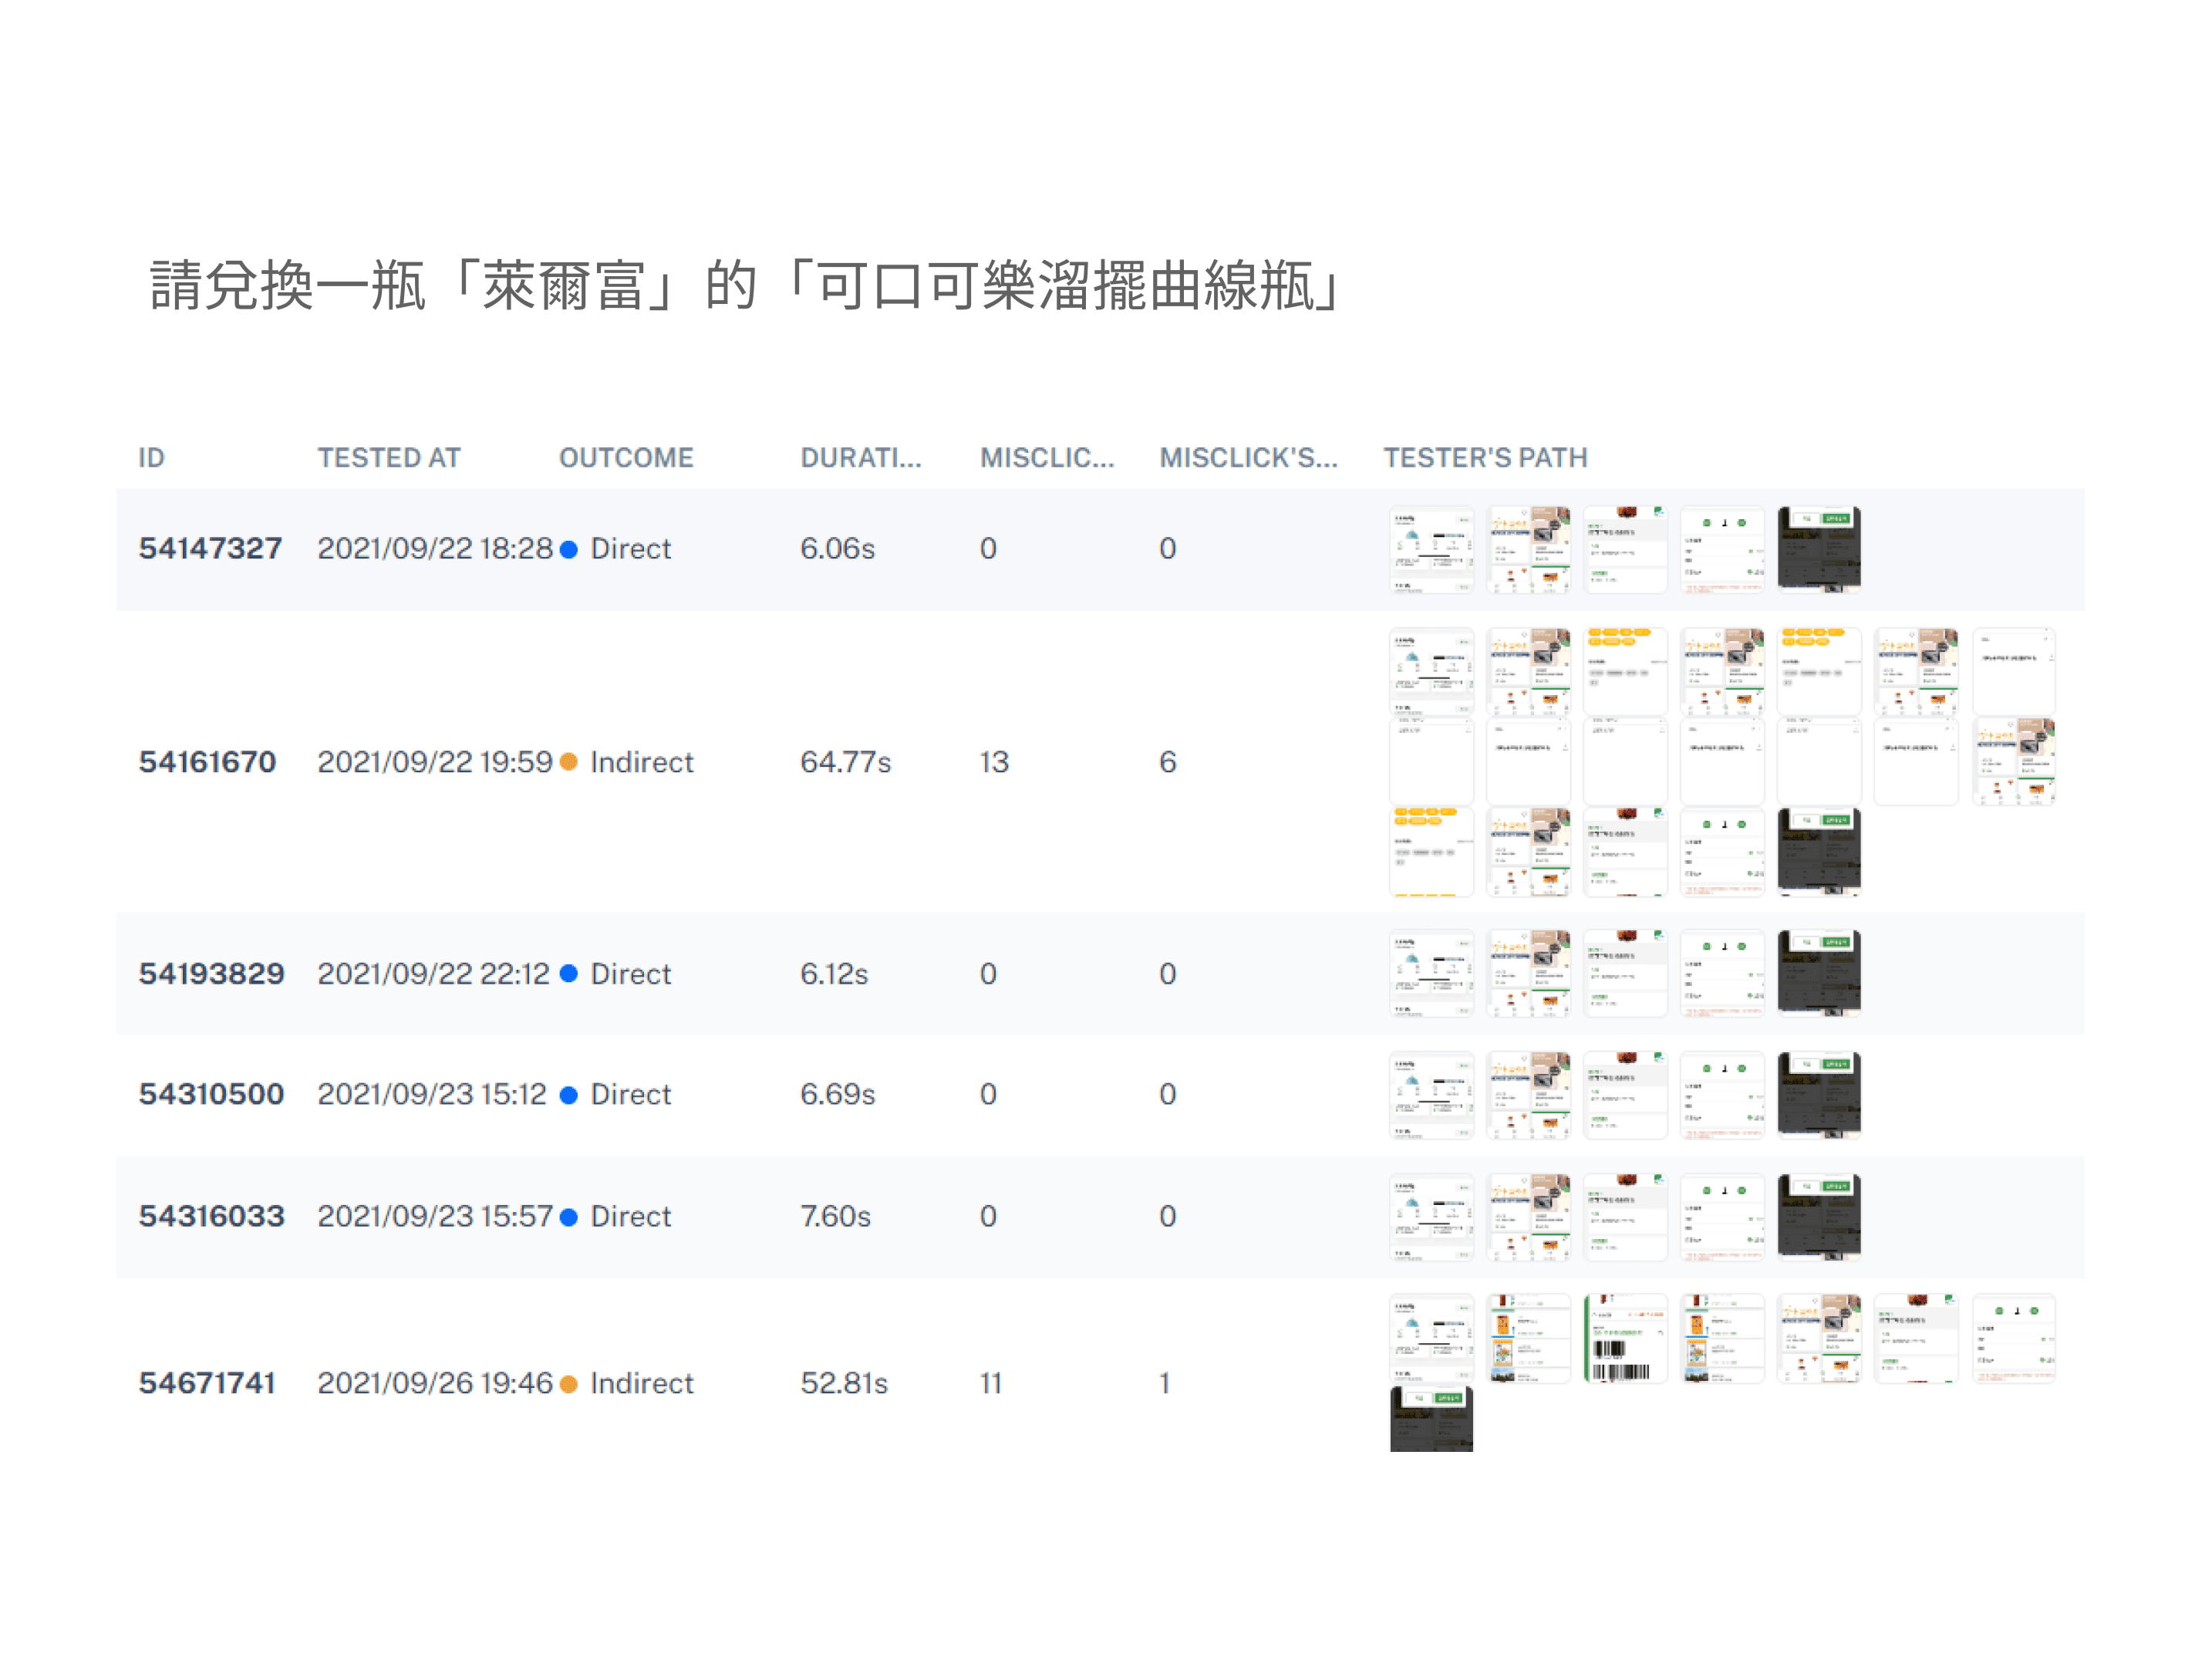 請兌換一瓶「萊爾富」的「可口可樂溜擺曲線瓶」
ID TESTED AT OUTCOME DURATI... MISCLIC... MISCLICK'S... TESTER'S PATH
54147327 2021/09/22 18:28 Direct 6.06s 0 0
54161670 2021/09/22 19:59 Indirect 64.77s 13 6
54193829 2021/09/22 22:12 Direct 6.12s 0 0
54310500 2021/09/23 15:12 Direct 6.69s 0 0
54316033 2021/09/23 15:57 Direct 7.60s 0 0
54671741 2021/09/26 19:46 Indirect 52.81s 11 1